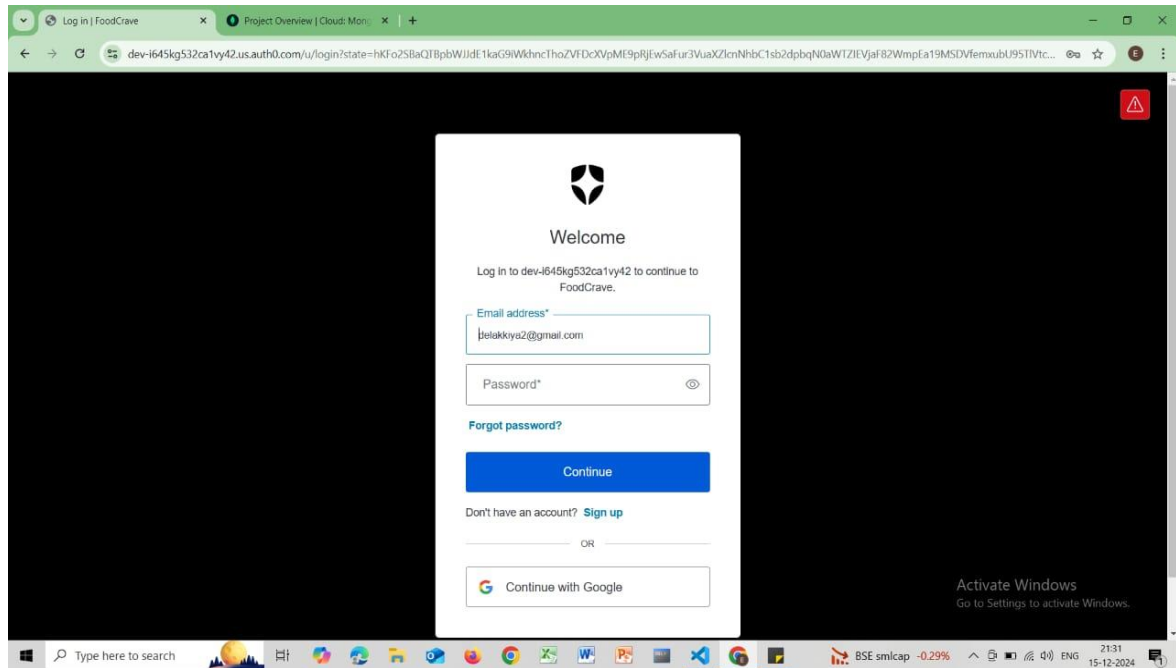 Log in | FoodCrave
Project Overview | Cloud: Mong
dev-i645kg532ca1vy42.us.auth0.com/u/login?state=
E
Welcome
Log in to dev-i645kg532ca1vy42 to continue to
FoodCrave.
Email address*
delakkiya2@gmail.com
Password*
Forgot password?
Continue
Don't have an account? Sign up
OR
Continue with Google
Activate Windows
Go to Settings to activate Windows.
Type here to search
BSE smlcap -0.29%
ENG
21:31
15-12-2024